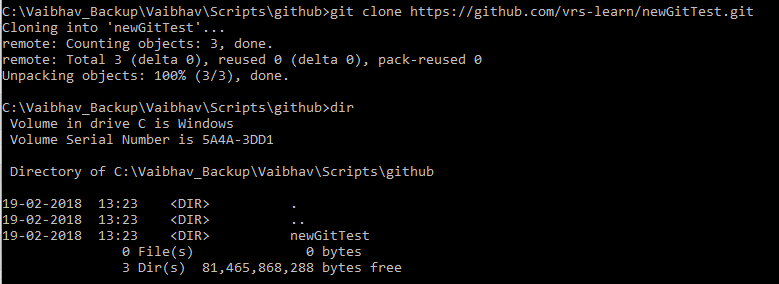 C:\Vaibhav_Backup\Vaibhav\Scripts\github>git clone https://github.com/vrs-learn/newGitTest.git
Cloning into 'newGitTest'...
remote: Counting objects: 3, done.
remote: Total 3 (delta 0), reused 0 (delta 0), pack-reused 0
Unpacking objects: 100% (3/3), done.
C:\Vaibhav_Backup\Vaibhav\Scripts\github>dir
Volume in drive C is Windows
Volume Serial Number is 5A4A-3DD1
Directory of C:\Vaibhav_Backup\Vaibhav\Scripts\github
19-02-2018  13:23    <DIR>          .
19-02-2018  13:23    <DIR>          ..
19-02-2018  13:23    <DIR>          newGitTest
0 File(s)              0 bytes
3 Dir(s)  81,465,868,288 bytes free